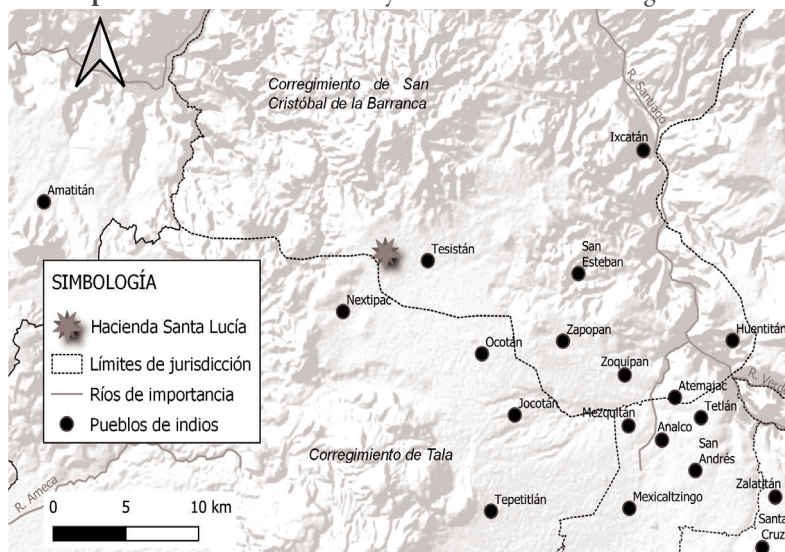 Corregimiento de San
Cristóbal de la Barranca
R. Santiago
Ixcatán
Amatitán
Tesistán
San
Esteban
SIMBOLOGÍA
Hacienda Santa Lucía
Límites de jurisdicción
Ríos de importancia
Pueblos de indios
Nextipac
Ocotán
Zapopan
Huentitán
Zoquipan
R. Verde
Atemajac
Jocotán
Mezquitán
Tetlán
Analco
San
Andrés
Corregimiento de Tala
R. Ameca
Tepetitlán
Mexicaltzingo
Zalatitán
Santa
Cruz
0 5 10 km